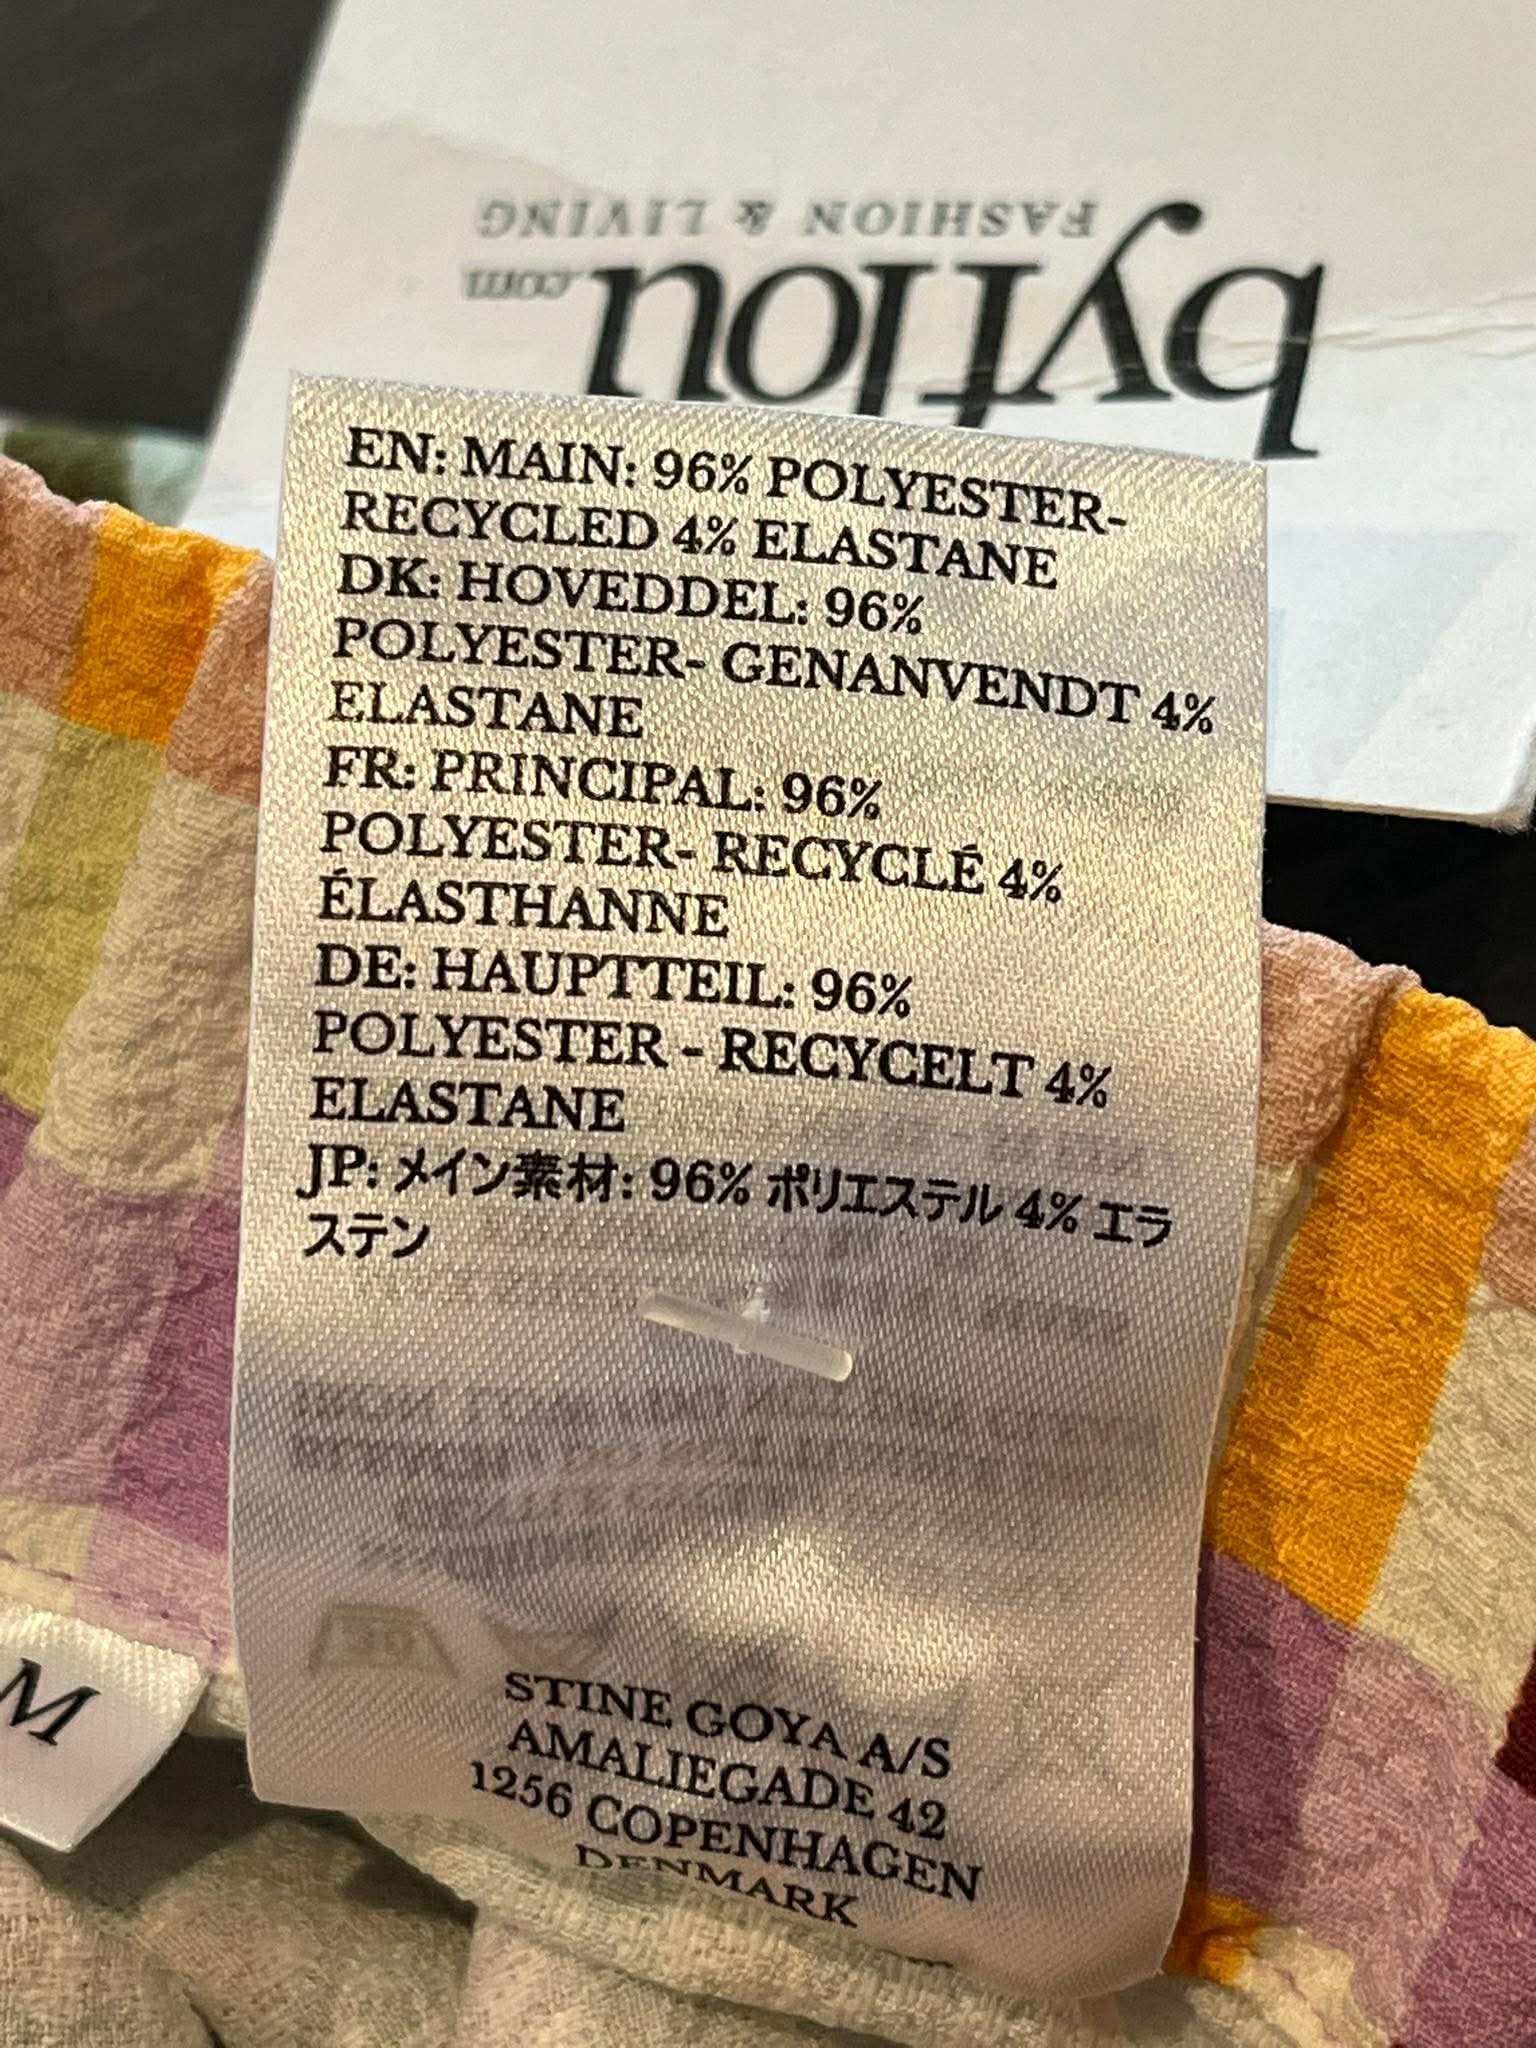 FASHION & LIVING
bylou.com
EN: MAIN: 96% POLYESTER-
RECYCLED 4% ELASTANE
DK: HOVEDDEL: 96%
POLYESTER- GENANVENDT 4%
ELASTANE
FR: PRINCIPAL: 96%
POLYESTER- RECYCLÉ 4%
ÉLASTHANNE
DE: HAUPTTEIL: 96%
POLYESTER - RECYCELT 4%
ELASTANE
JP: メイン素材: 96% ポリエステル 4% エラ
ステン
M
STINE GOYA A/S
AMALIEGADE 42
1256 COPENHAGEN
DENMARK